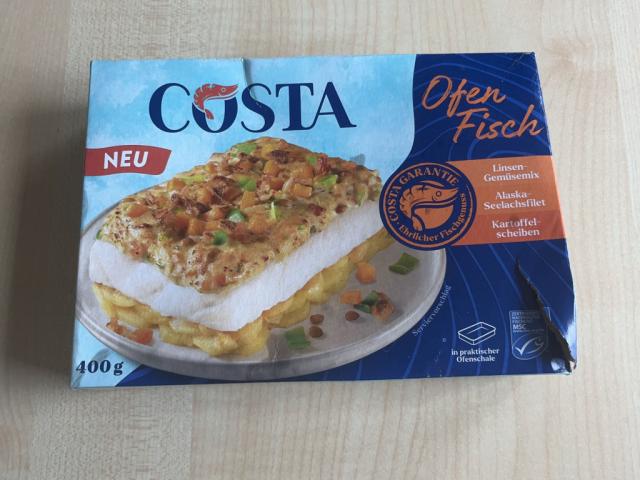 COSTA
Ofen
Fisch
NEU
Linsen-
Gemüsemix
Alaska-
Seelachsfilet
Kartoffel-
scheiben
COSTA GARANTIE
Ehrlicher Fischgenuss
Serviervorschlag
400 g
in praktischer
Ofenschale
MSC